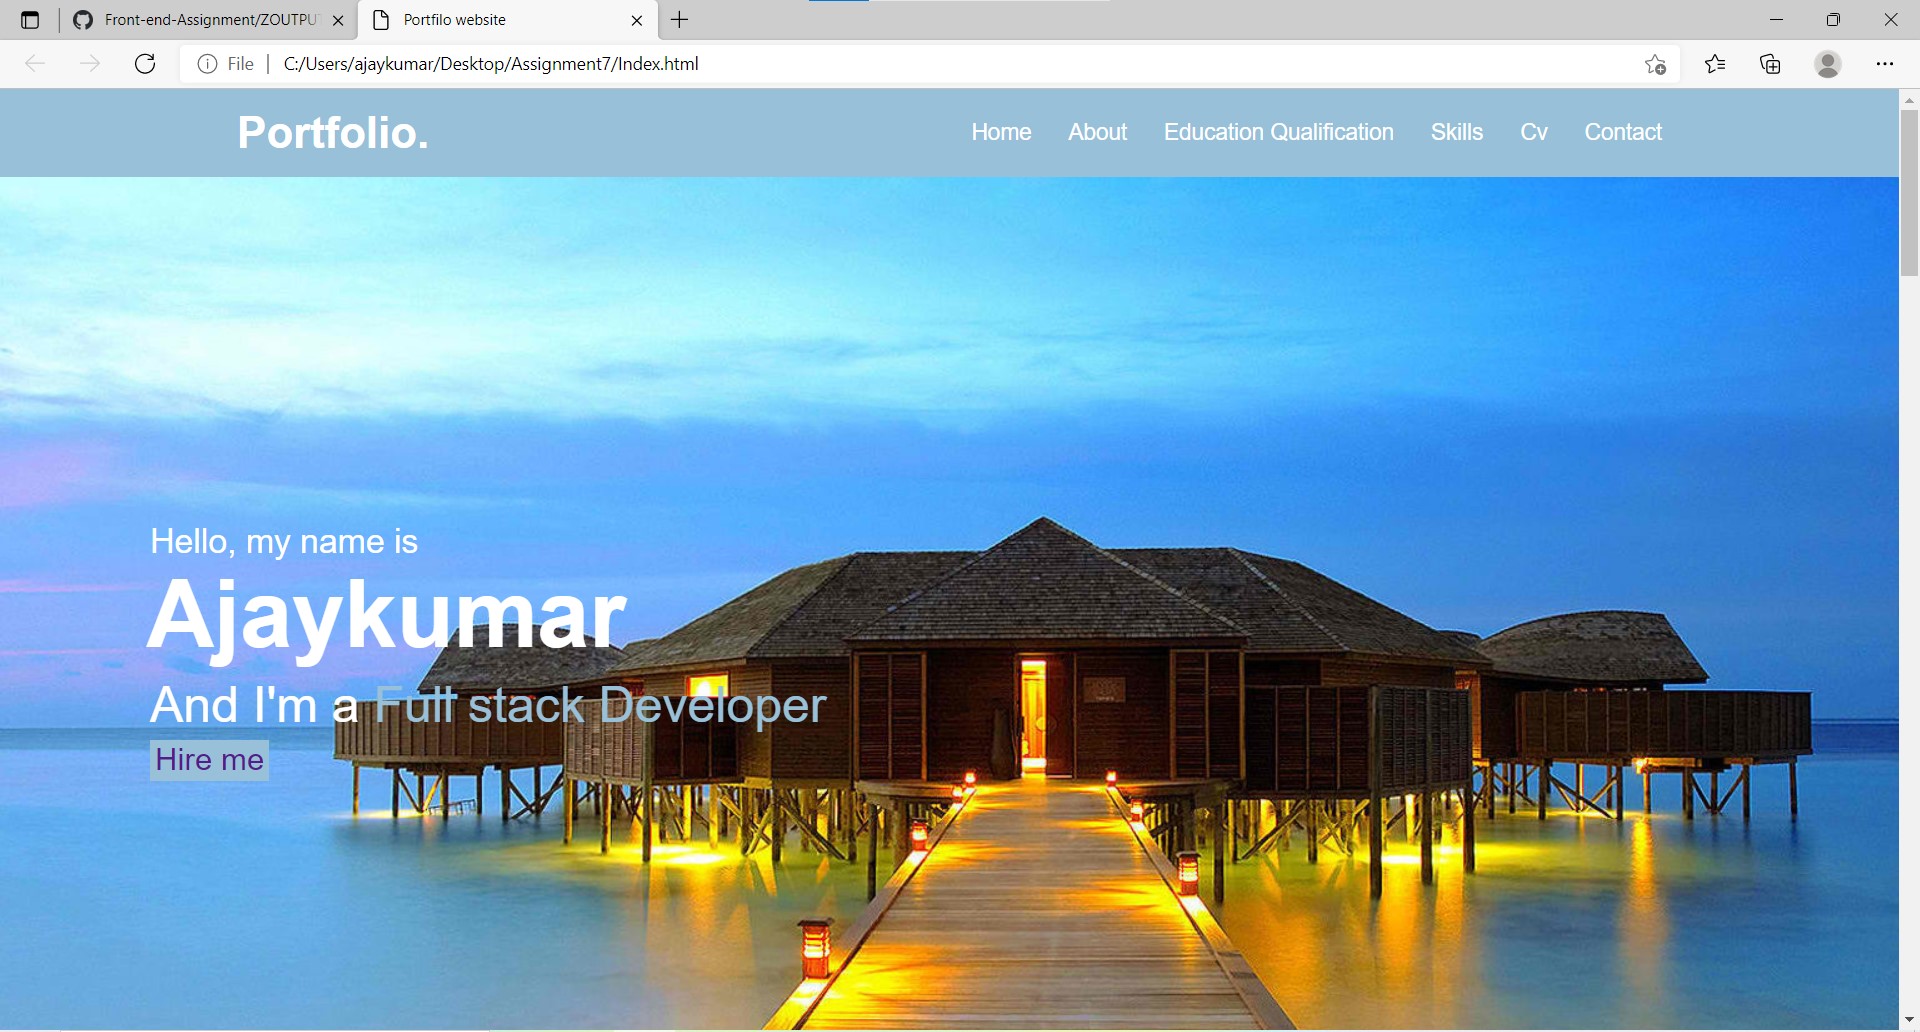 Front-end-Assignment/ZOUTPU
Portfilo website
File
C:/Users/ajaykumar/Desktop/Assignment7/Index.html
Portfolio.
Home About Education Qualification Skills Cv Contact
Hello, my name is
Ajaykumar
And I'm a Full stack Developer
Hire me